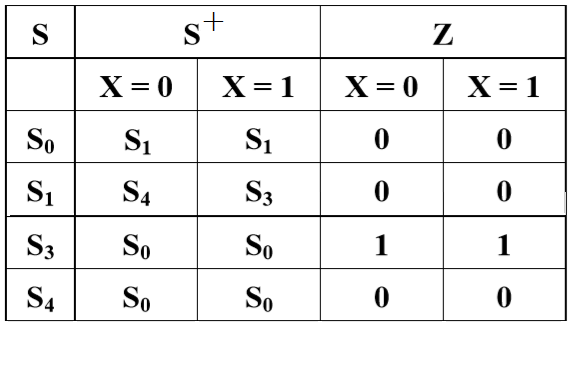 S S⁺ Z
X = 0 X = 1 X = 0 X = 1
S₀ S₁ S₁ 0 0
S₁ S₄ S₃ 0 0
S₃ S₀ S₀ 1 1
S₄ S₀ S₀ 0 0